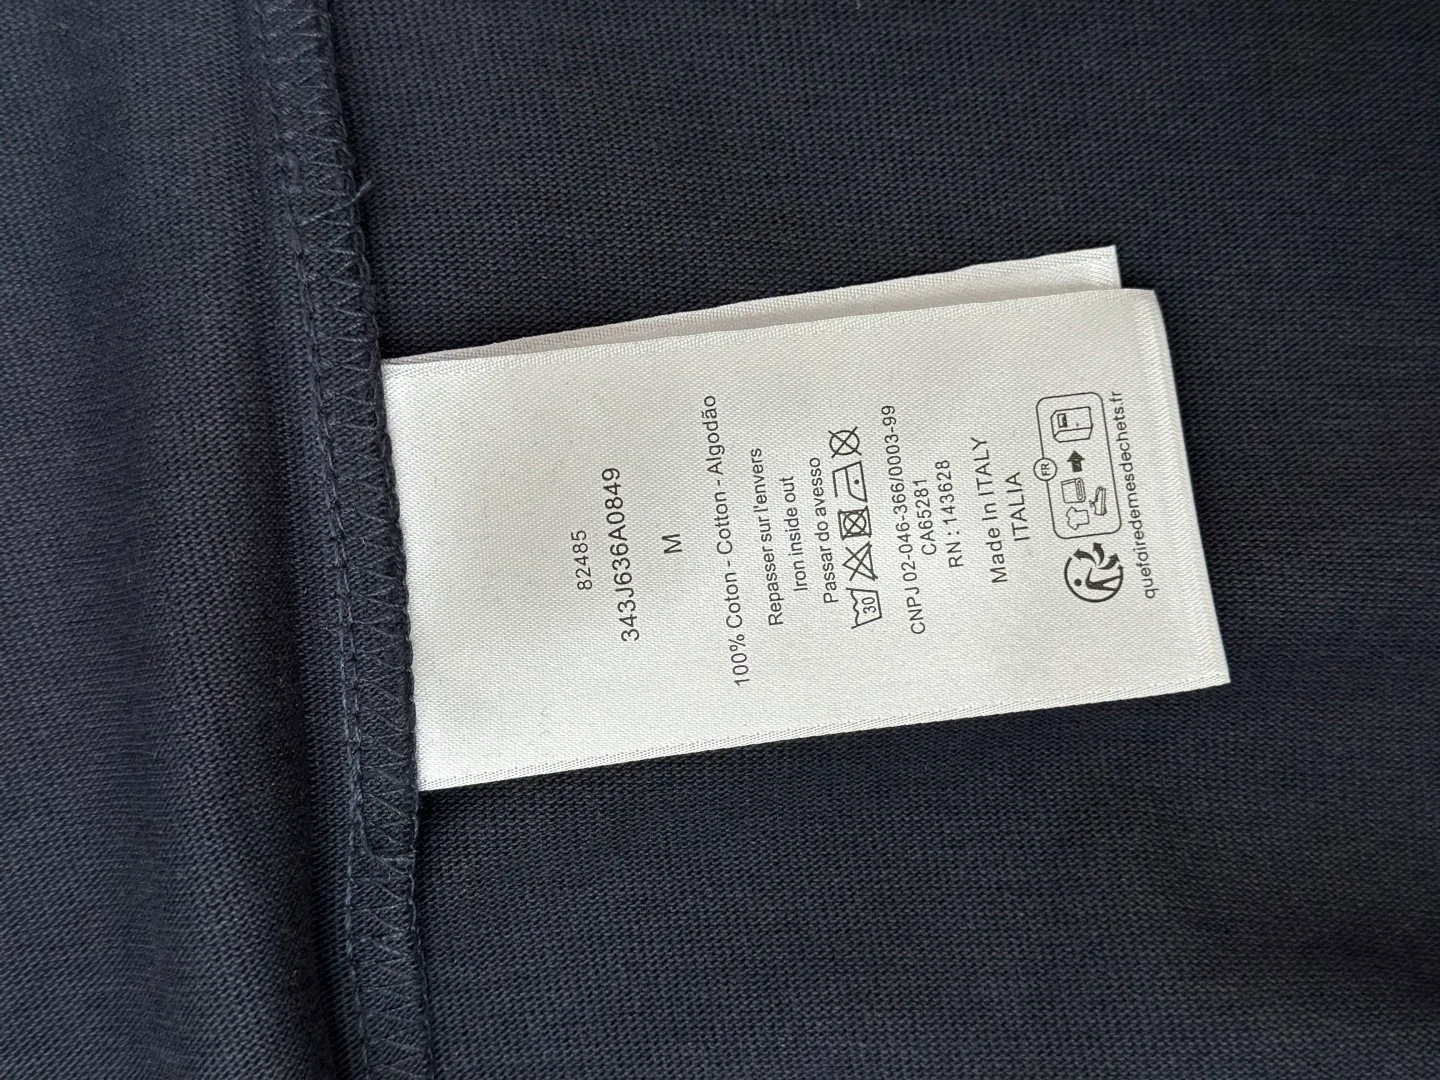 82485
343J636A0849
M
100% Coton - Cotton - Algodão
Repasser sur l'envers
Iron inside out
Passar do avesso
30
CNPJ 02-046-366/0003-99
CA65281
RN : 143628
Made In ITALY
ITALIA
FR
quefairedemesdechets.fr